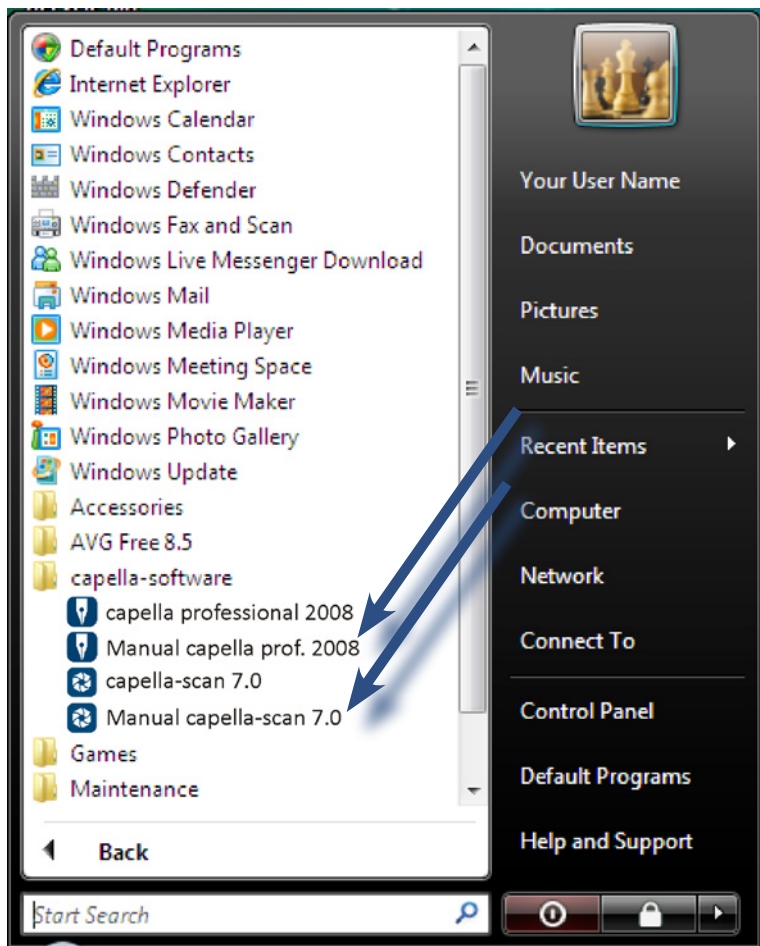 Default Programs
Internet Explorer
Windows Calendar
Windows Contacts
Windows Defender
Windows Fax and Scan
Windows Live Messenger Download
Windows Mail
Windows Media Player
Windows Meeting Space
Windows Movie Maker
Windows Photo Gallery
Windows Update
Accessories
AVG Free 8.5
capella-software
capella professional 2008
Manual capella prof. 2008
capella-scan 7.0
Manual capella-scan 7.0
Games
Maintenance
Back
Start Search
Your User Name
Documents
Pictures
Music
Recent Items
Computer
Network
Connect To
Control Panel
Default Programs
Help and Support